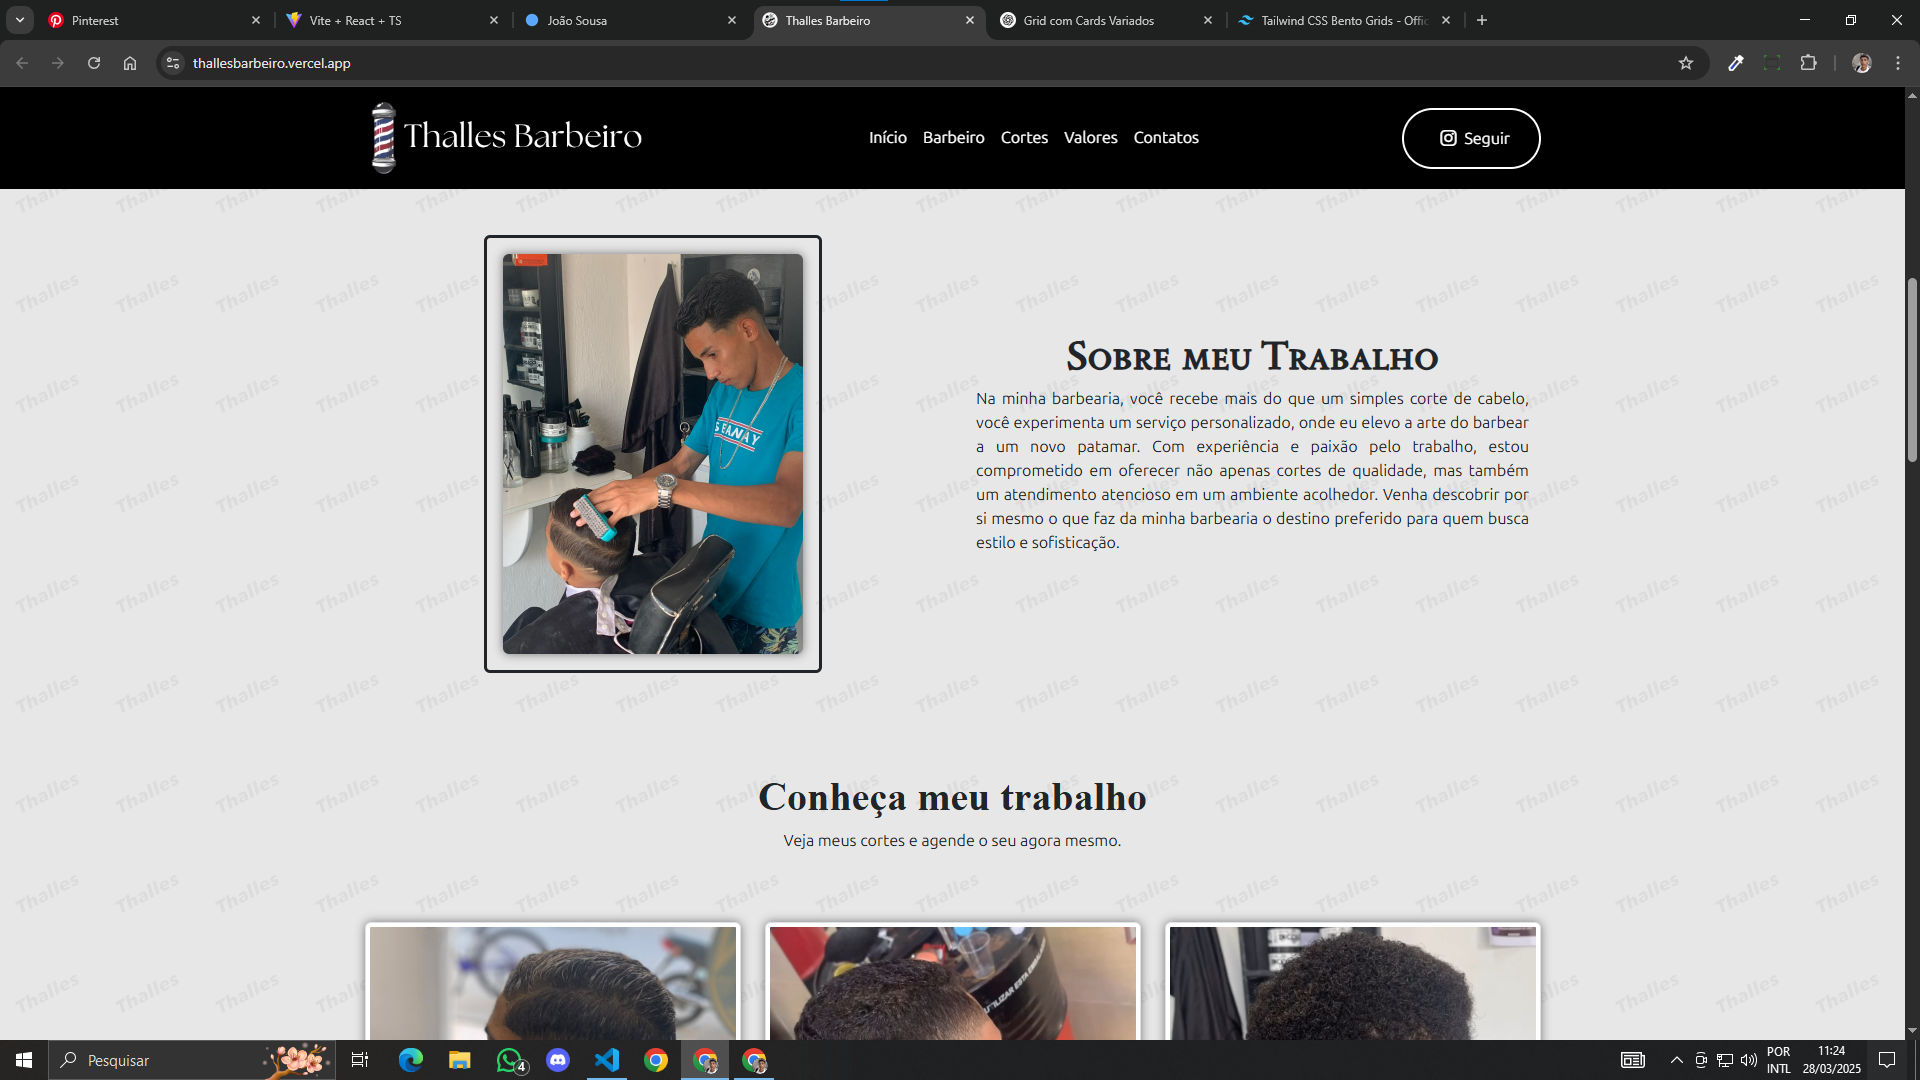 Pinterest
Vite + React + TS
João Sousa
Thalles Barbeiro
Grid com Cards Variados
Tailwind CSS Bento Grids - Offic
thallesbarbeiro.vercel.app
Thalles Barbeiro
Início
Barbeiro
Cortes
Valores
Contatos
Seguir
SOBRE MEU TRABALHO
Na minha barbearia, você recebe mais do que um simples corte de cabelo,
você experimenta um serviço personalizado, onde eu elevo a arte do barbear
a um novo patamar. Com experiência e paixão pelo trabalho, estou
comprometido em oferecer não apenas cortes de qualidade, mas também
um atendimento atencioso em um ambiente acolhedor. Venha descobrir por
si mesmo o que faz da minha barbearia o destino preferido para quem busca
estilo e sofisticação.
Conheça meu trabalho
Veja meus cortes e agende o seu agora mesmo.
Thalles
Pesquisar
4
POR
INTL
11:24
28/03/2025